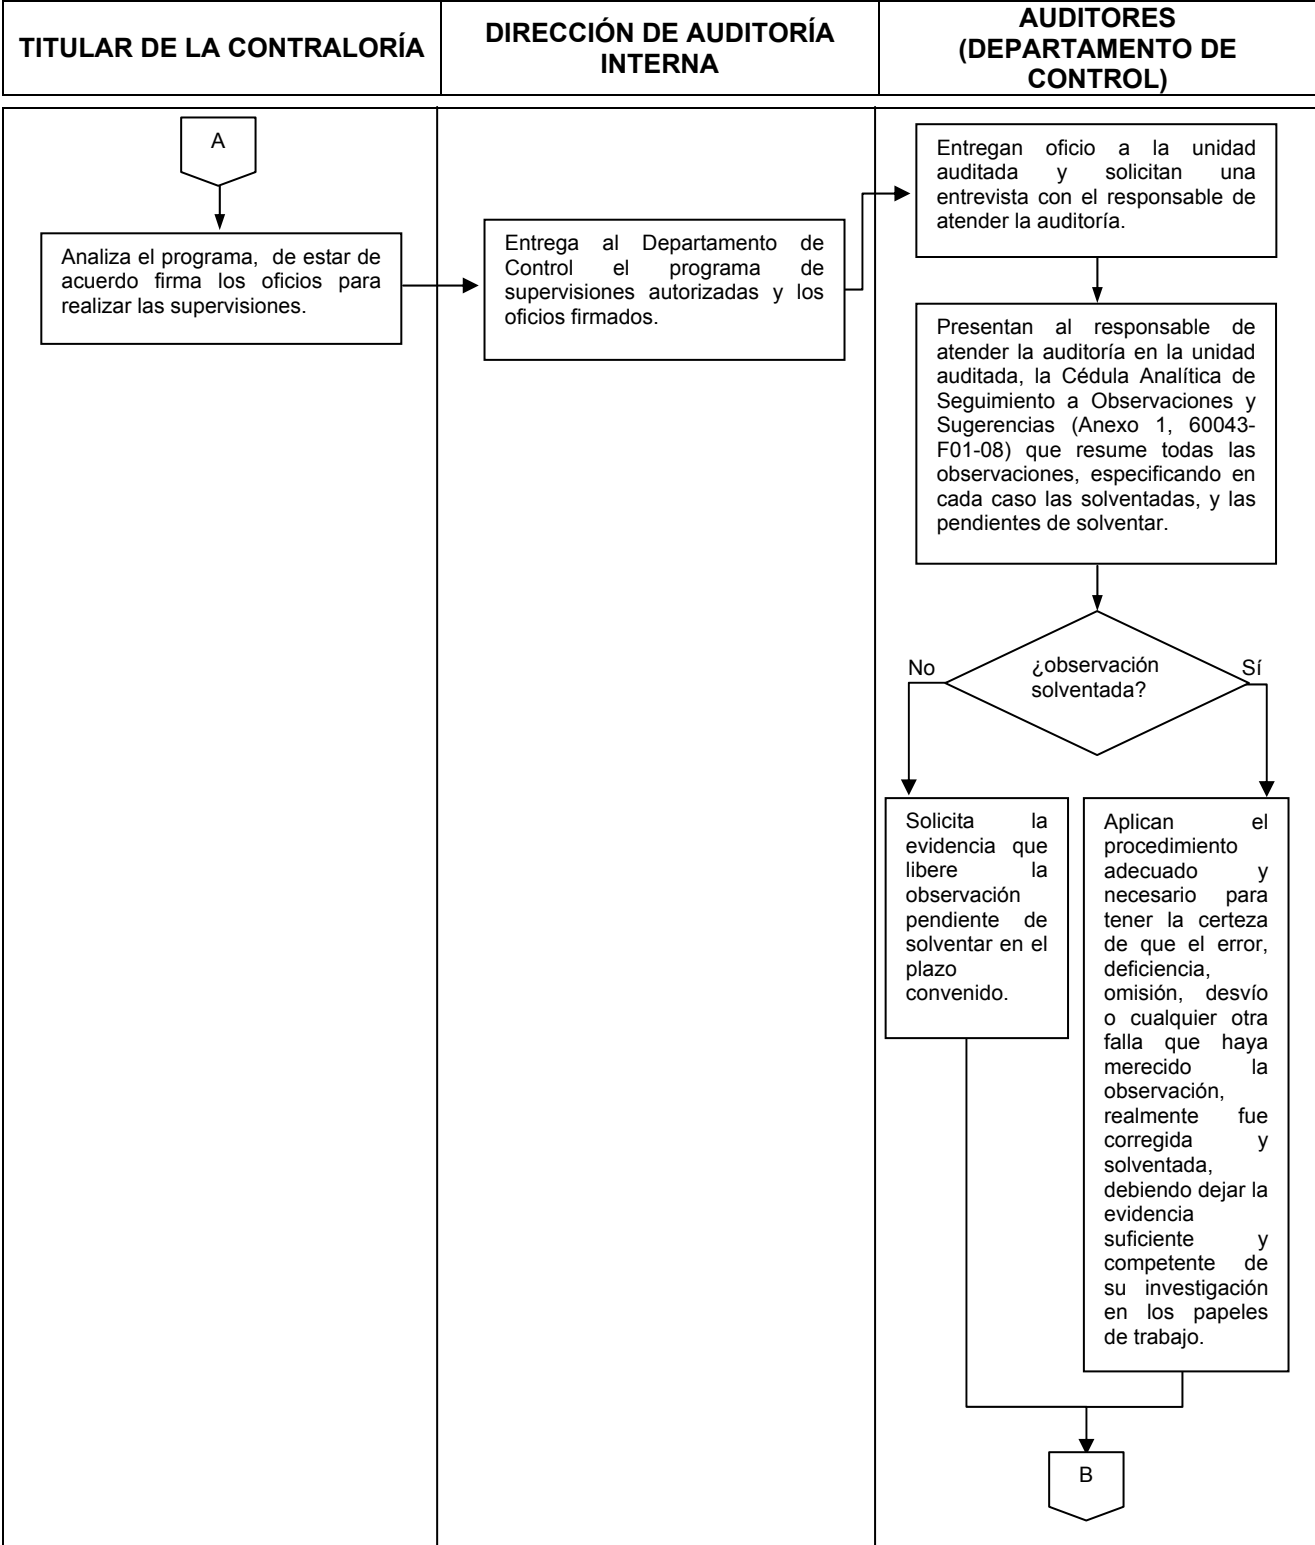 TITULAR DE LA CONTRALORÍA
DIRECCIÓN DE AUDITORÍA
INTERNA
AUDITORES
(DEPARTAMENTO DE
CONTROL)
A
Analiza el programa, de estar de
acuerdo firma los oficios para
realizar las supervisiones.
Entrega al Departamento de
Control el programa de
supervisiones autorizadas y los
oficios firmados.
Entregan oficio a la unidad
auditada y solicitan una
entrevista con el responsable de
atender la auditoría.
Presentan al responsable de
atender la auditoría en la unidad
auditada, la Cédula Analítica de
Seguimiento a Observaciones y
Sugerencias (Anexo 1, 60043-
F01-08) que resume todas las
observaciones, especificando en
cada caso las solventadas, y las
pendientes de solventar.
No
¿observación
solventada?
Sí
Solicita la
evidencia que
libere la
observación
pendiente de
solventar en el
plazo
convenido.
Aplican el
procedimiento
adecuado y
necesario para
tener la certeza
de que el error,
deficiencia,
omisión, desvío
o cualquier otra
falla que haya
merecido la
observación,
realmente fue
corregida y
solventada,
debiendo dejar la
evidencia
suficiente y
competente de
su investigación
en los papeles
de trabajo.
B